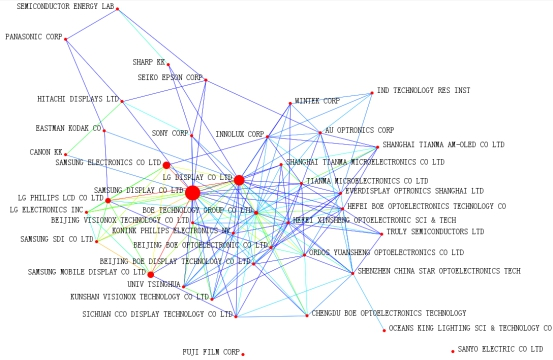 SEMICONDUCTOR ENERGY LAB
PANASONIC CORP
SHARP KK
SEIKO EPSON CORP
IND TECHNOLOGY RES INST
HITACHI DISPLAYS LTD
WINTEK CORP
EASTMAN KODAK CO
SONY CORP
INNOLUX CORP
AU OPTRONICS CORP
SHANGHAI TIANMA AM-OLED CO LTD
CANON KK
SAMSUNG ELECTRONICS CO LTD
SHANGHAI TIANMA MICROELECTRONICS CO LTD
LG DISPLAY CO LTD
TIANMA MICROELECTRONICS CO LTD
SAMSUNG DISPLAY CO LTD
EVERDISPLAY OPTRONICS SHANGHAI LTD
LG PHILIPS LCD CO LTD
HEFEI BOE OPTOELECTRONICS TECHNOLOGY CO
LG ELECTRONICS INC
BOE TECHNOLOGY GROUP CO LTD
BEIJING VISIONOX TECHNOLOGY CO LTD
HEFEI XINSHENG OPTOELECTRONIC SCI & TECH
KONINK PHILIPS ELECTRONICS NV
TRULY SEMICONDUCTORS LTD
SAMSUNG SDI CO LTD
BEIJING BOE OPTOELECTRONIC CO LTD
ORDOS YUANSHENG OPTOELECTRONICS CO LTD
BEIJING BOE DISPLAY TECHNOLOGY CO LTD
SAMSUNG MOBILE DISPLAY CO LTD
SHENZHEN CHINA STAR OPTOELECTRONICS TECH
UNIV TSINGHUA
KUNSHAN VISIONOX TECHNOLOGY CO LTD
SICHUAN CCO DISPLAY TECHNOLOGY CO LTD
CHENGDU BOE OPTOELECTRONICS TECHNOLOGY
OCEANS KING LIGHTING SCI & TECHNOLOGY CO
FUJI FILM CORP
SANYO ELECTRIC CO LTD